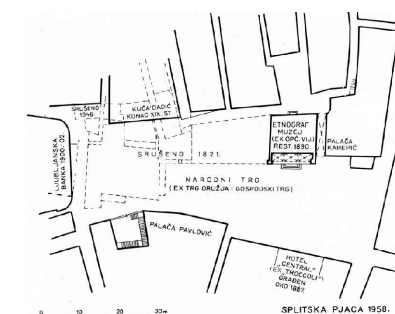 SRUŠENO
1948.
KUĆA DADIĆ
KONAC XIX. ST.
ETNOGRAF.
MUZEJ
(EX OPĆ. VIJ.)
REST. 1890.
PALAČA
KAREPIĆ
LJUBLJANSKA
BANKA 1900/02
SRUŠENO 1821.
NARODNI TRG
(EX TRG ORUŽJA I GOSPODSKI TRG)
PALAČA PAVLOVIĆ
HOTEL
„CENTRAL"
(EX „TROCCOLI")
GRAĐEN
OKO 1887.
0 10 20 30m
SPLITSKA PJACA 1958.